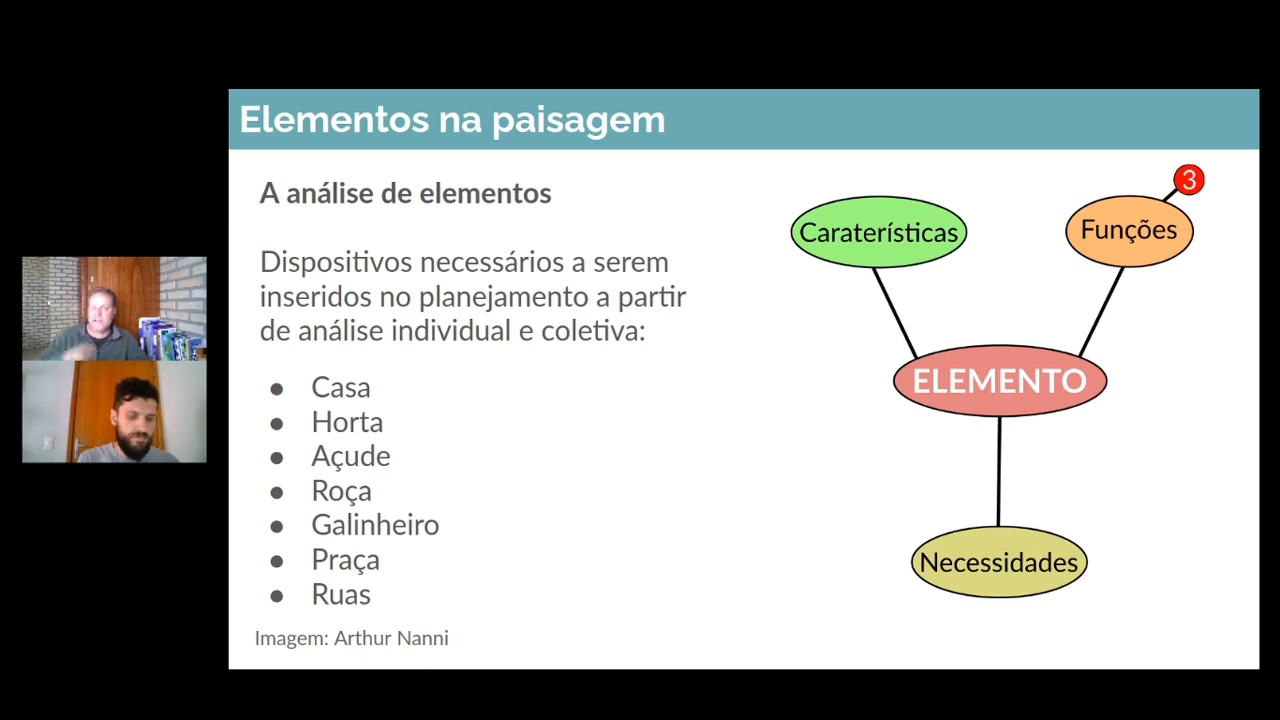 Elementos na paisagem
A análise de elementos
Dispositivos necessários a serem
inseridos no planejamento a partir
de análise individual e coletiva:
● Casa
● Horta
● Açude
● Roça
● Galinheiro
● Praça
● Ruas
Imagem: Arthur Nanni
3
Caraterísticas
Funções
ELEMENTO
Necessidades